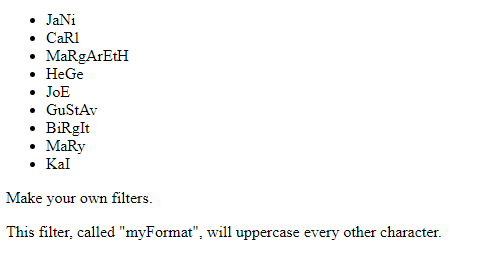 JaNi
CaRl
MaRgArEtH
HeGe
JoE
GuStAv
BiRgIt
MaRy
KaI
Make your own filters.
This filter, called "myFormat", will uppercase every other character.